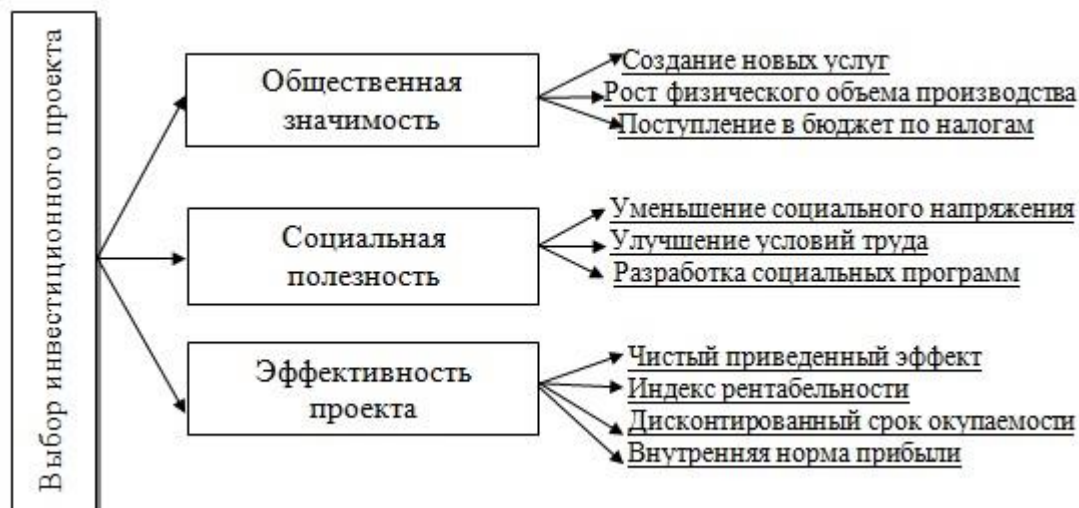 Выбор инвестиционного проекта
Общественная
значимость
Создание новых услуг
Рост физического объема производства
Поступление в бюджет по налогам
Социальная
полезность
Уменьшение социального напряжения
Улучшение условий труда
Разработка социальных программ
Эффективность
проекта
Чистый приведенный эффект
Индекс рентабельности
Дисконтированный срок окупаемости
Внутренняя норма прибыли